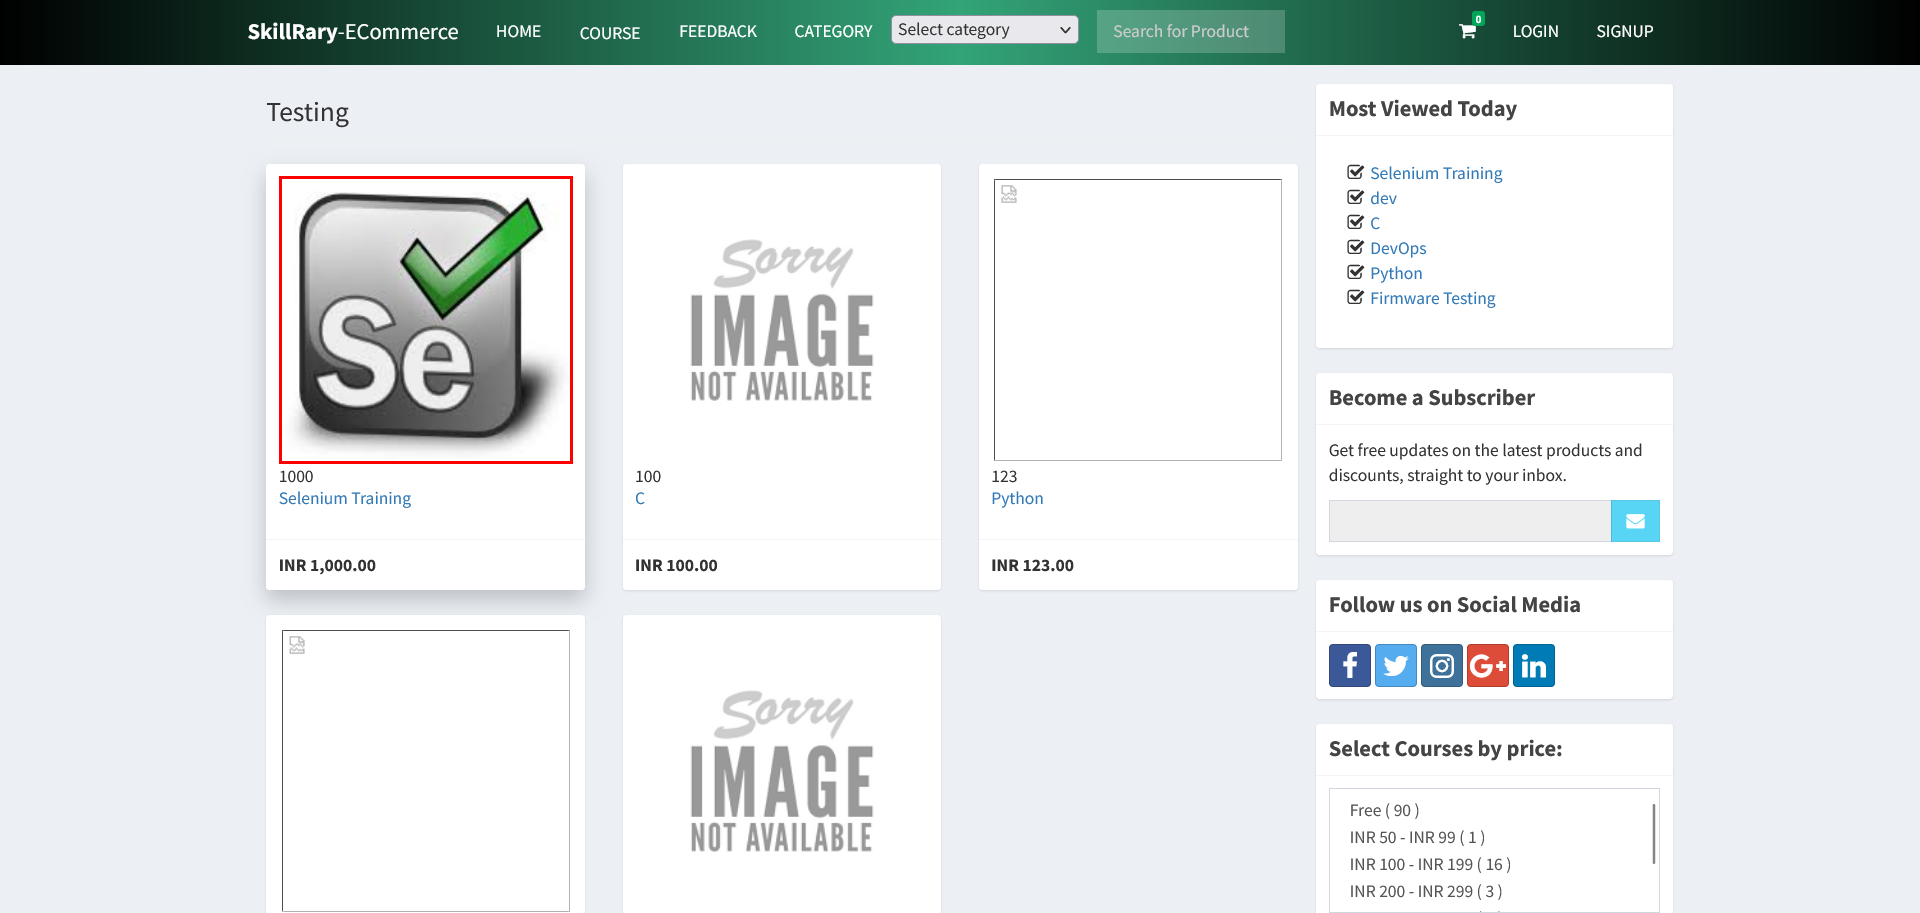 SkillRary-ECommerce HOME COURSE FEEDBACK CATEGORY Select category Search for Product 0 LOGIN SIGNUP
Testing
Se
1000
Selenium Training
INR 1,000.00
Sorry
IMAGE
NOT AVAILABLE
100
C
INR 100.00
123
Python
INR 123.00
Sorry
IMAGE
NOT AVAILABLE
Most Viewed Today
Selenium Training
dev
C
DevOps
Python
Firmware Testing
Become a Subscriber
Get free updates on the latest products and
discounts, straight to your inbox.
Follow us on Social Media
f G+ in
Select Courses by price:
Free ( 90 )
INR 50 - INR 99 ( 1 )
INR 100 - INR 199 ( 16 )
INR 200 - INR 299 ( 3 )